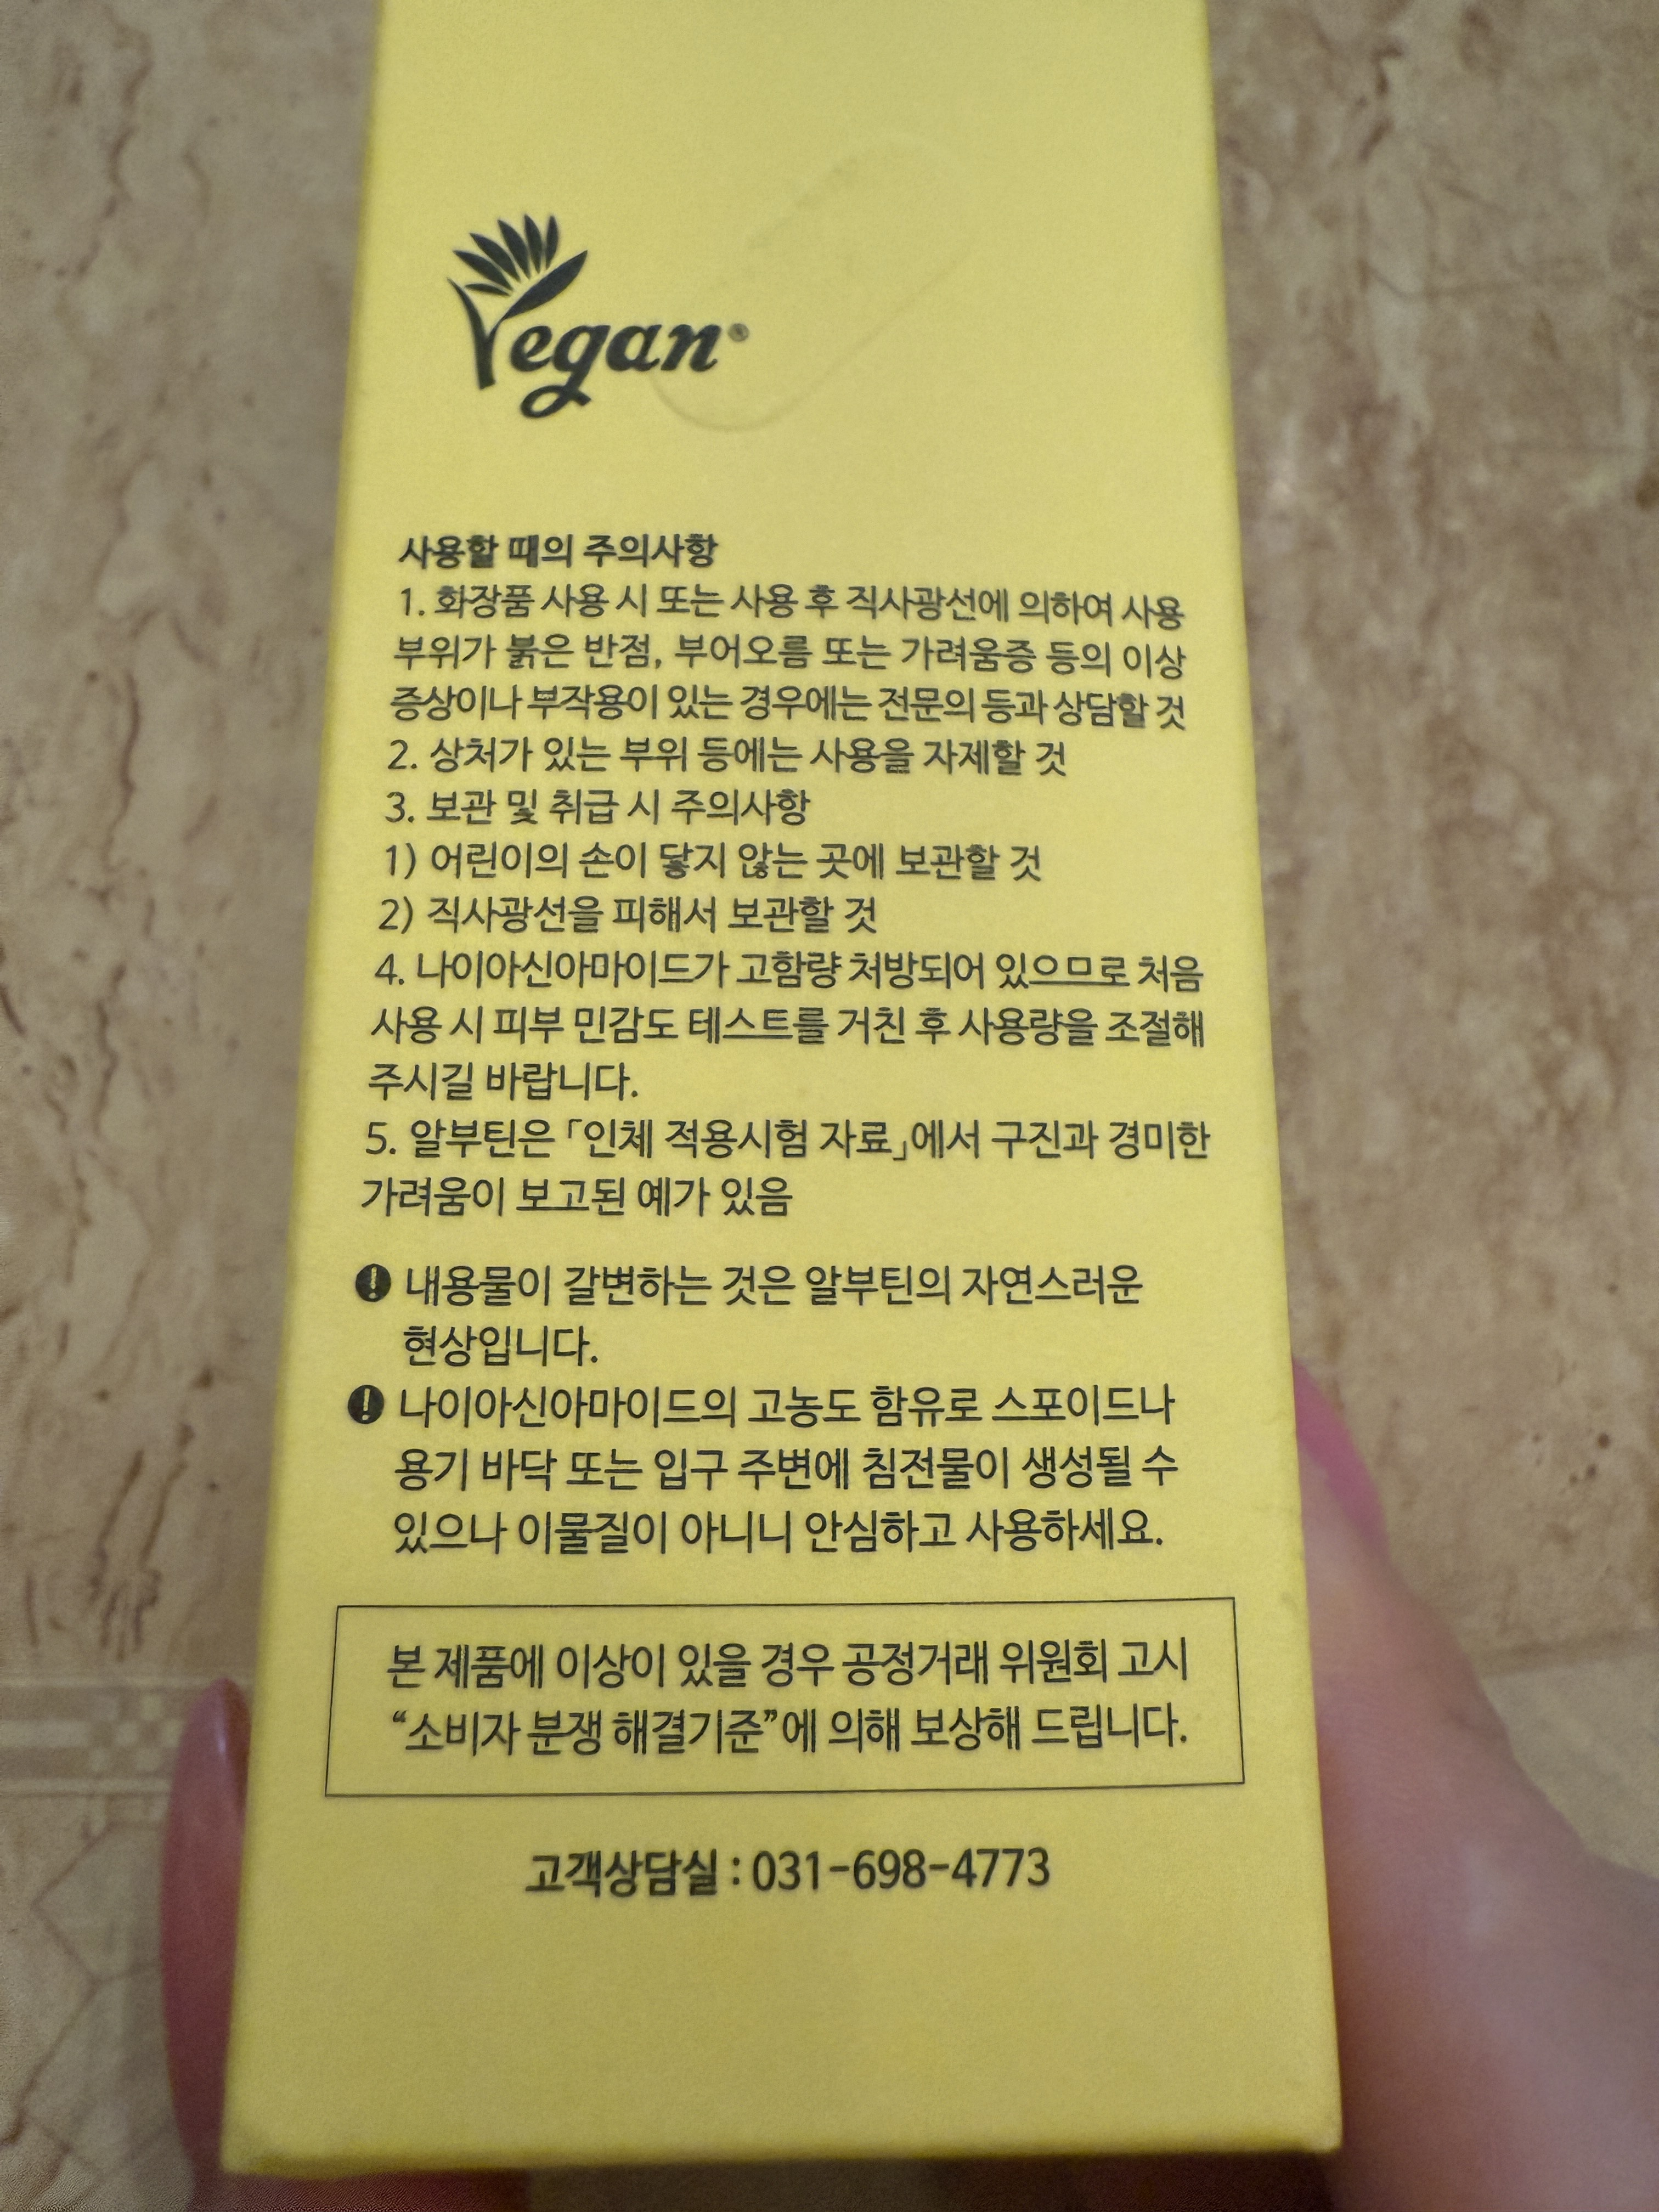 Vegan®
사용할 때의 주의사항
1. 화장품 사용 시 또는 사용 후 직사광선에 의하여 사용
부위가 붉은 반점, 부어오름 또는 가려움증 등의 이상
증상이나 부작용이 있는 경우에는 전문의 등과 상담할 것
2. 상처가 있는 부위 등에는 사용을 자제할 것
3. 보관 및 취급 시 주의사항
1) 어린이의 손이 닿지 않는 곳에 보관할 것
2) 직사광선을 피해서 보관할 것
4. 나이아신아마이드가 고함량 처방되어 있으므로 처음
사용 시 피부 민감도 테스트를 거친 후 사용량을 조절해
주시길 바랍니다.
5. 알부틴은 「인체 적용시험 자료」에서 구진과 경미한
가려움이 보고된 예가 있음
! 내용물이 갈변하는 것은 알부틴의 자연스러운
현상입니다.
! 나이아신아마이드의 고농도 함유로 스포이드나
용기 바닥 또는 입구 주변에 침전물이 생성될 수
있으나 이물질이 아니니 안심하고 사용하세요.
본 제품에 이상이 있을 경우 공정거래 위원회 고시
“소비자 분쟁 해결기준”에 의해 보상해 드립니다.
고객상담실 : 031-698-4773